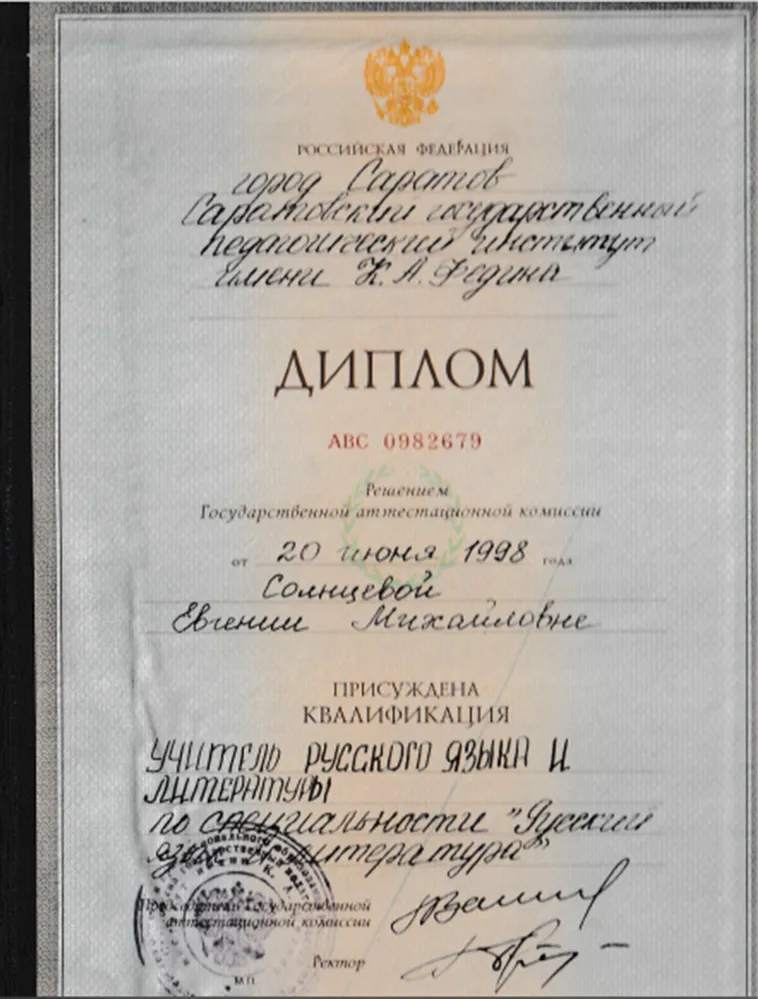 РОССИЙСКАЯ ФЕДЕРАЦИЯ
город Саратов
Саратовский государственный
педагогический институт
имени К. А. Федина
ДИПЛОМ
АВС 0982679
Решением
Государственной аттестационной комиссии
от 20 июня 1998 года
Солнцевой
Евгении Михайловне
ПРИСУЖДЕНА
КВАЛИФИКАЦИЯ
УЧИТЕЛЬ РУССКОГО ЯЗЫКА И
ЛИТЕРАТУРЫ
по специальности "Русский
язык и литература"
Председатель Государственной
аттестационной комиссии
Ректор
М.П.